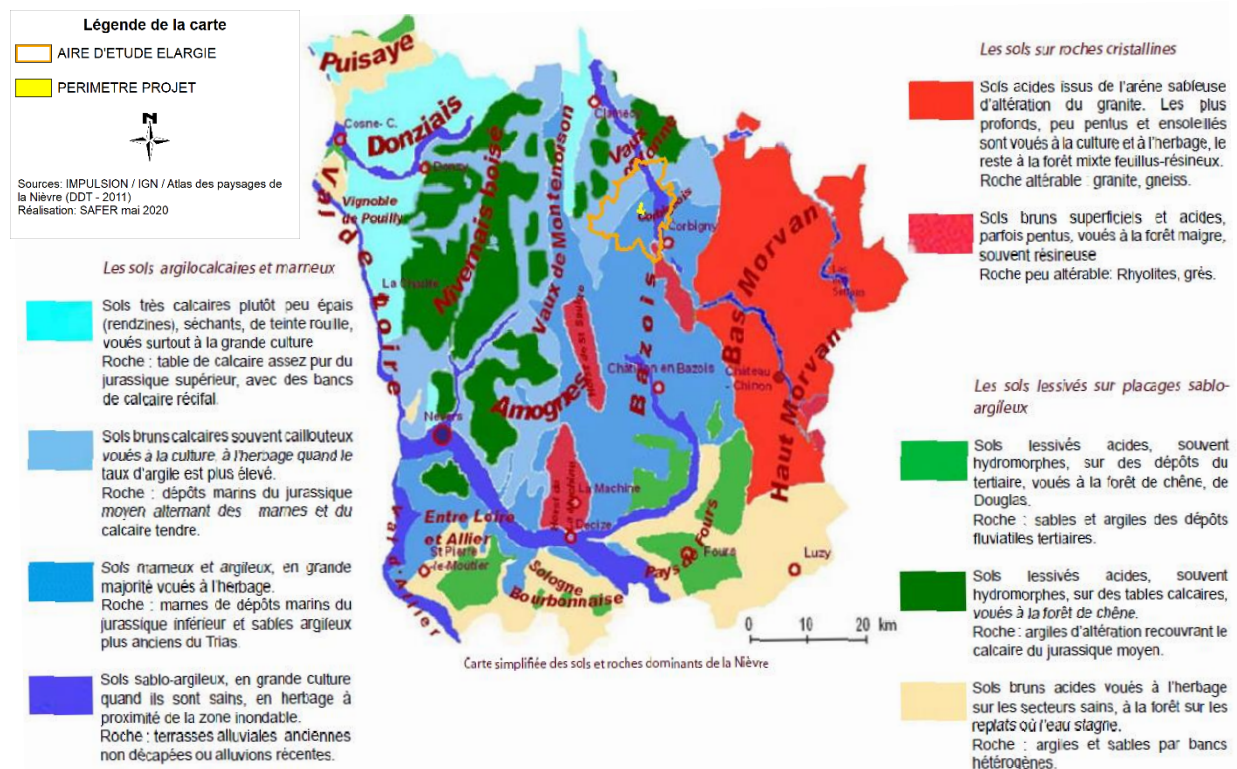 Légende de la carte
AIRE D'ETUDE ELARGIE
PERIMETRE PROJET
N
Sources: IMPULSION / IGN / Atlas des paysages de
la Nièvre (DDT - 2011)
Réalisation: SAFER mai 2020
Les sols argilocalcaires et marneux
Sols très calcaires plutôt peu épais
(rendzines), séchants, de teinte rouille,
voués surtout à la grande culture
Roche : table de calcaire assez pur du
jurassique supérieur, avec des bancs
de calcaire récifal.
Sols bruns calcaires souvent caillouteux
voués à la culture, à l'herbage quand le
taux d'argile est plus élevé.
Roche : dépôts marins du jurassique
moyen alternant des marnes et du
calcaire tendre.
Sols marneux et argileux, en grande
majorité voués à l'herbage.
Roche : marnes de dépôts marins du
jurassique inférieur et sables argileux
plus anciens du Trias.
Sols sablo-argileux, en grande culture
quand ils sont sains, en herbage à
proximité de la zone inondable.
Roche : terrasses alluviales anciennes
non décapées ou alluvions récentes.
Puisaye
Cosne- C.
Donziais
Donzy
Val de Loire
Vignoble
de Pouilly
La Charité
Nivernais boisé
Vaux de Montenoison
Clamecy
Vaux
d'Yonne
Corbigeois
Corbigny
Bazois
Bas Morvan
Haut Morvan
Les
Settons
Château
- Chinon
Châtillon en Bazois
Horst de St Saulge
Amognes
Nevers
Horst de
la Machine
La Machine
Decize
Entre Loire
et Allier
St Pierre
-le-Moutier
Val d'Allier
Sologne
Bourbonnaise
Pays de Fours
Fours
Luzy
0 10 20 km
Carte simplifiée des sols et roches dominants de la Nièvre
Les sols sur roches cristallines
Sols acides issus de l'arène sableuse
d'altération du granite. Les plus
profonds, peu pentus et ensoleillés
sont voués à la culture et à l'herbage, le
reste à la forêt mixte feuillus-résineux.
Roche altérable : granite, gneiss.
Sols bruns superficiels et acides,
parfois pentus, voués à la forêt maigre,
souvent résineuse
Roche peu altérable: Rhyolites, grès.
Les sols lessivés sur placages sablo-
argileux
Sols lessivés acides, souvent
hydromorphes, sur des dépôts du
tertiaire, voués à la forêt de chêne, de
Douglas.
Roche : sables et argiles des dépôts
fluviatiles tertiaires.
Sols lessivés acides, souvent
hydromorphes, sur des tables calcaires,
voués à la forêt de chêne.
Roche : argiles d'altération recouvrant le
calcaire du jurassique moyen.
Sols bruns acides voués à l'herbage
sur les secteurs sains, à la forêt sur les
replats où l'eau stagne.
Roche : argiles et sables par bancs
hétérogènes.